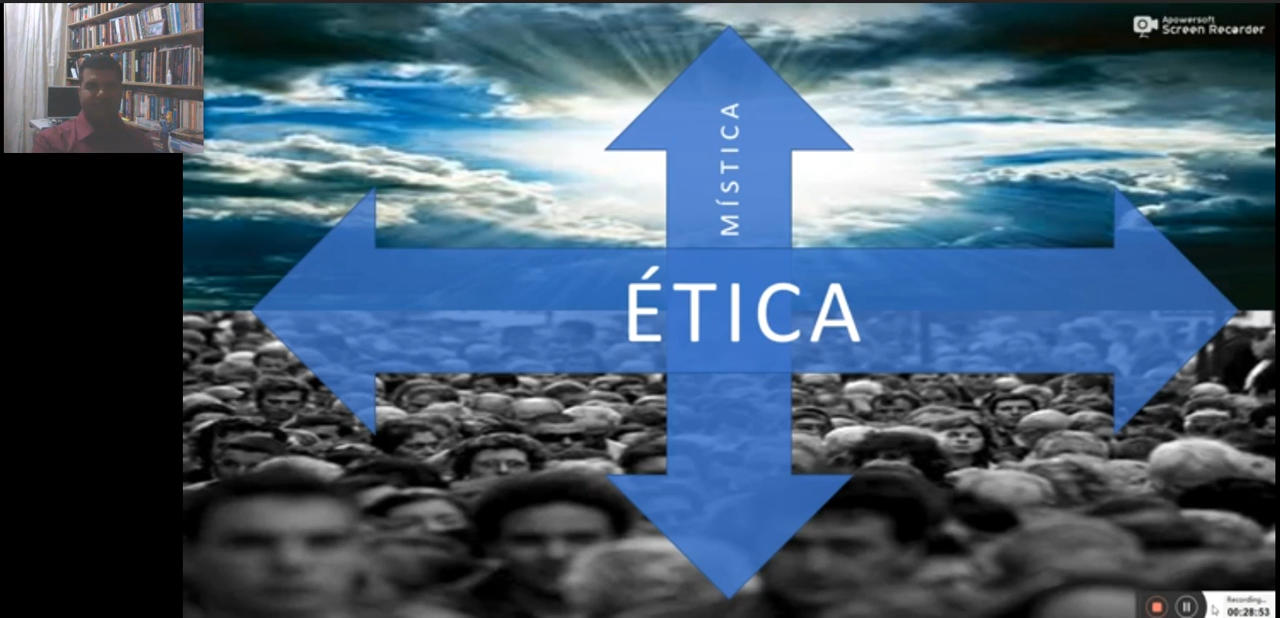 Apowersoft
Screen Recorder
MÍSTICA
ÉTICA
Recording...
00:28:53